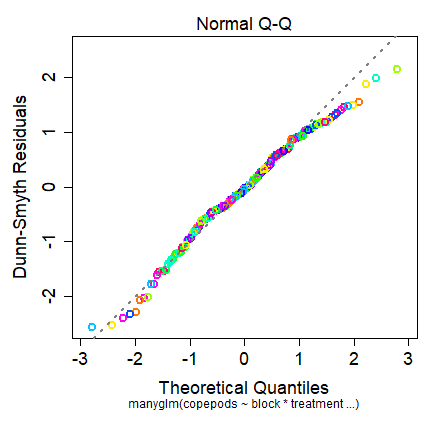 Normal Q-Q
Dunn-Smyth Residuals
2
1
0
-1
-2
-3 -2 -1 0 1 2 3
Theoretical Quantiles
manyglm(copepods ~ block * treatment ...)